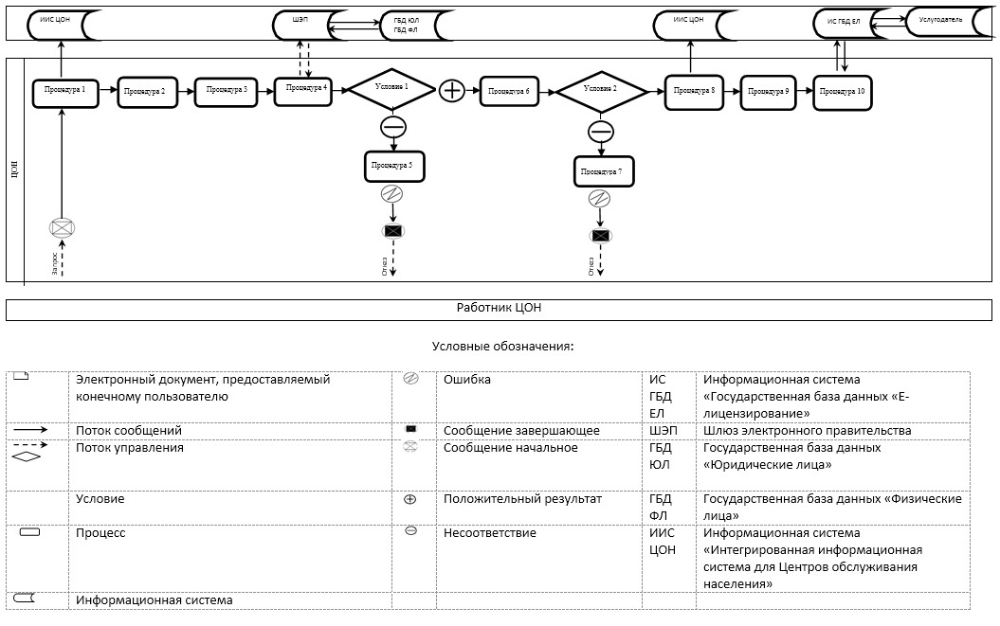 ИИС ЦОН
ШЭП
ГБД ЮЛ
ГБД ФЛ
ИИС ЦОН
ИС ГБД ЕЛ
Услугодатель
ЦОН
Процедура 1
Процедура 2
Процедура 3
Процедура 4
Условие 1
Процедура 6
Условие 2
Процедура 8
Процедура 9
Процедура 10
Процедура 5
Процедура 7
Запрос
Отказ
Отказ
Работник ЦОН
Условные обозначения:
Электронный документ, предоставляемый
конечному пользователю
Ошибка
ИС
ГБД
ЕЛ
Информационная система
«Государственная база данных «Е-
лицензирование»
Поток сообщений
Сообщение завершающее
ШЭП
Шлюз электронного правительства
Поток управления
Сообщение начальное
ГБД
ЮЛ
Государственная база данных
«Юридические лица»
Условие
Положительный результат
ГБД
ФЛ
Государственная база данных «Физические
лица»
Процесс
Несоответствие
ИИС
ЦОН
Информационная система
«Интегрированная информационная
система для Центров обслуживания
населения»
Информационная система